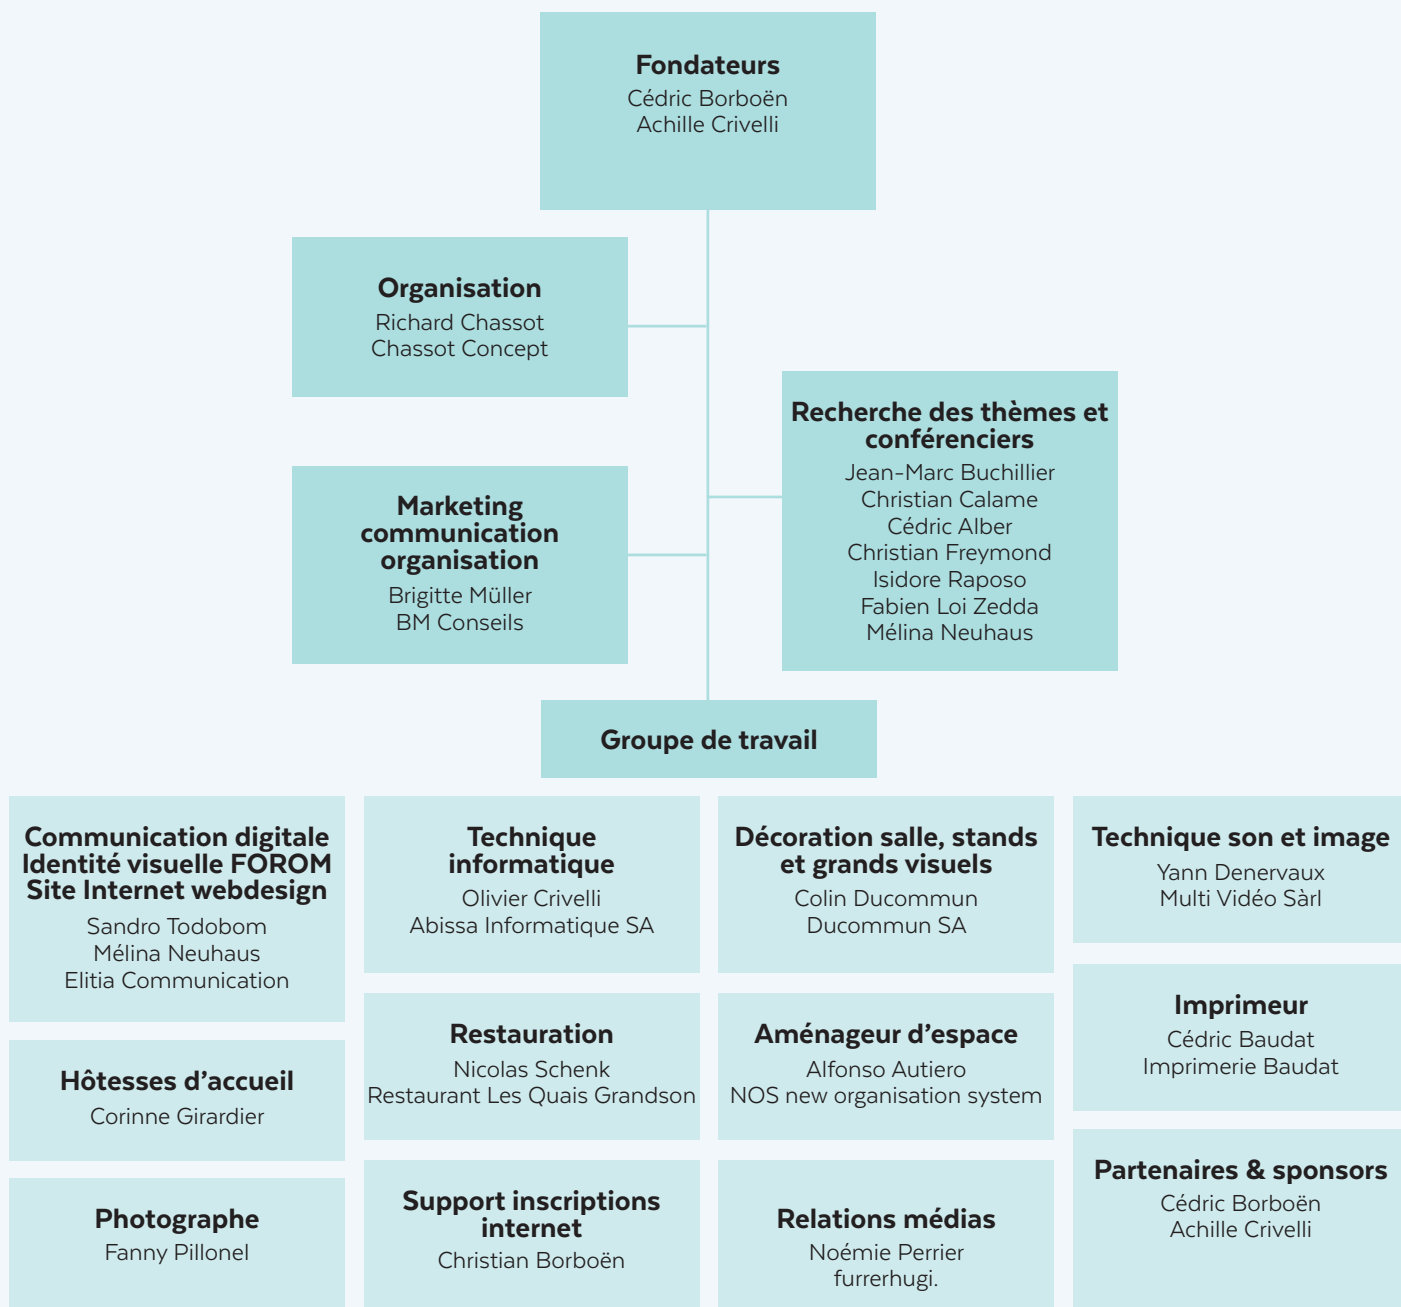 Fondateurs
Cédric Borboën
Achille Crivelli
Organisation
Richard Chassot
Chassot Concept
Recherche des thèmes et
conférenciers
Jean-Marc Buchillier
Christian Calame
Cédric Alber
Christian Freymond
Isidore Raposo
Fabien Loi Zedda
Mélina Neuhaus
Marketing
communication
organisation
Brigitte Müller
BM Conseils
Groupe de travail
Communication digitale
Identité visuelle FOROM
Site Internet webdesign
Sandro Todobom
Mélina Neuhaus
Elitia Communication
Hôtesses d’accueil
Corinne Girardier
Photographe
Fanny Pillonel
Technique
informatique
Olivier Crivelli
Abissa Informatique SA
Restauration
Nicolas Schenk
Restaurant Les Quais Grandson
Support inscriptions
internet
Christian Borboën
Décoration salle, stands
et grands visuels
Colin Ducommun
Ducommun SA
Aménageur d’espace
Alfonso Autiero
NOS new organisation system
Relations médias
Noémie Perrier
furrerhugi.
Technique son et image
Yann Denervaux
Multi Vidéo Sàrl
Imprimeur
Cédric Baudat
Imprimerie Baudat
Partenaires & sponsors
Cédric Borboën
Achille Crivelli